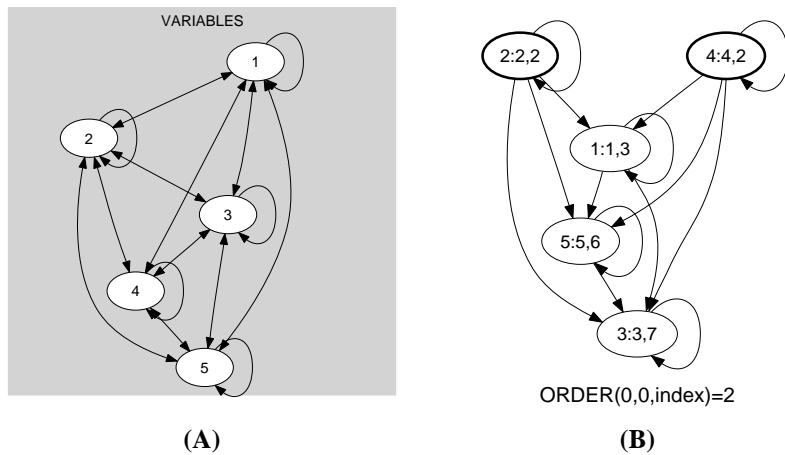 VARIABLES
1
2
3
4
5
2:2,2
4:4,2
1:1,3
5:5,6
3:3,7
ORDER(0,0,index)=2
(A)
(B)